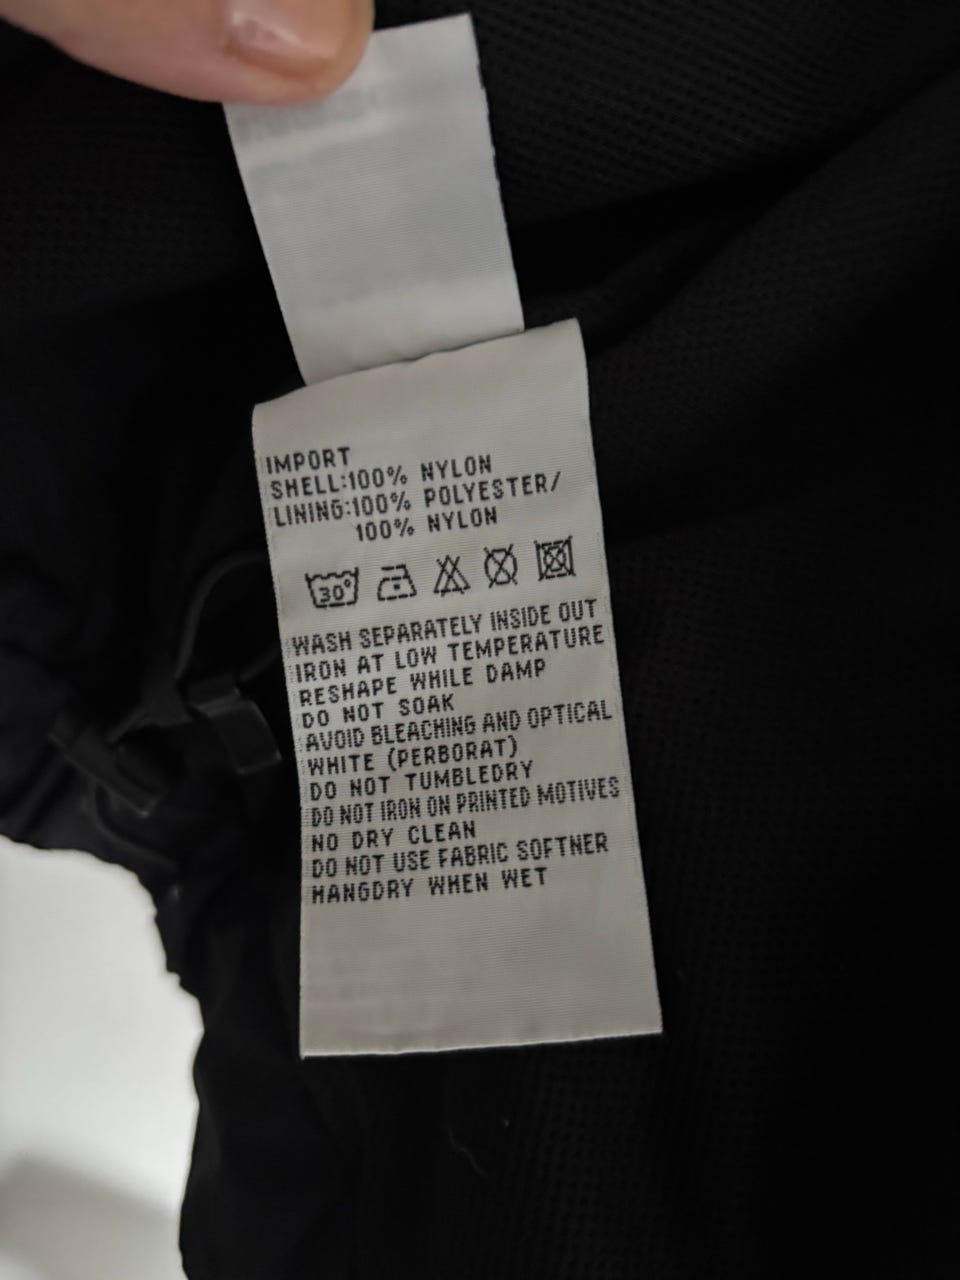 IMPORT
SHELL:100% NYLON
LINING:100% POLYESTER/
100% NYLON
30°
WASH SEPARATELY INSIDE OUT
IRON AT LOW TEMPERATURE
RESHAPE WHILE DAMP
DO NOT SOAK
AVOID BLEACHING AND OPTICAL
WHITE (PERBORAT)
DO NOT TUMBLEDRY
DO NOT IRON ON PRINTED MOTIVES
NO DRY CLEAN
DO NOT USE FABRIC SOFTNER
HANGDRY WHEN WET